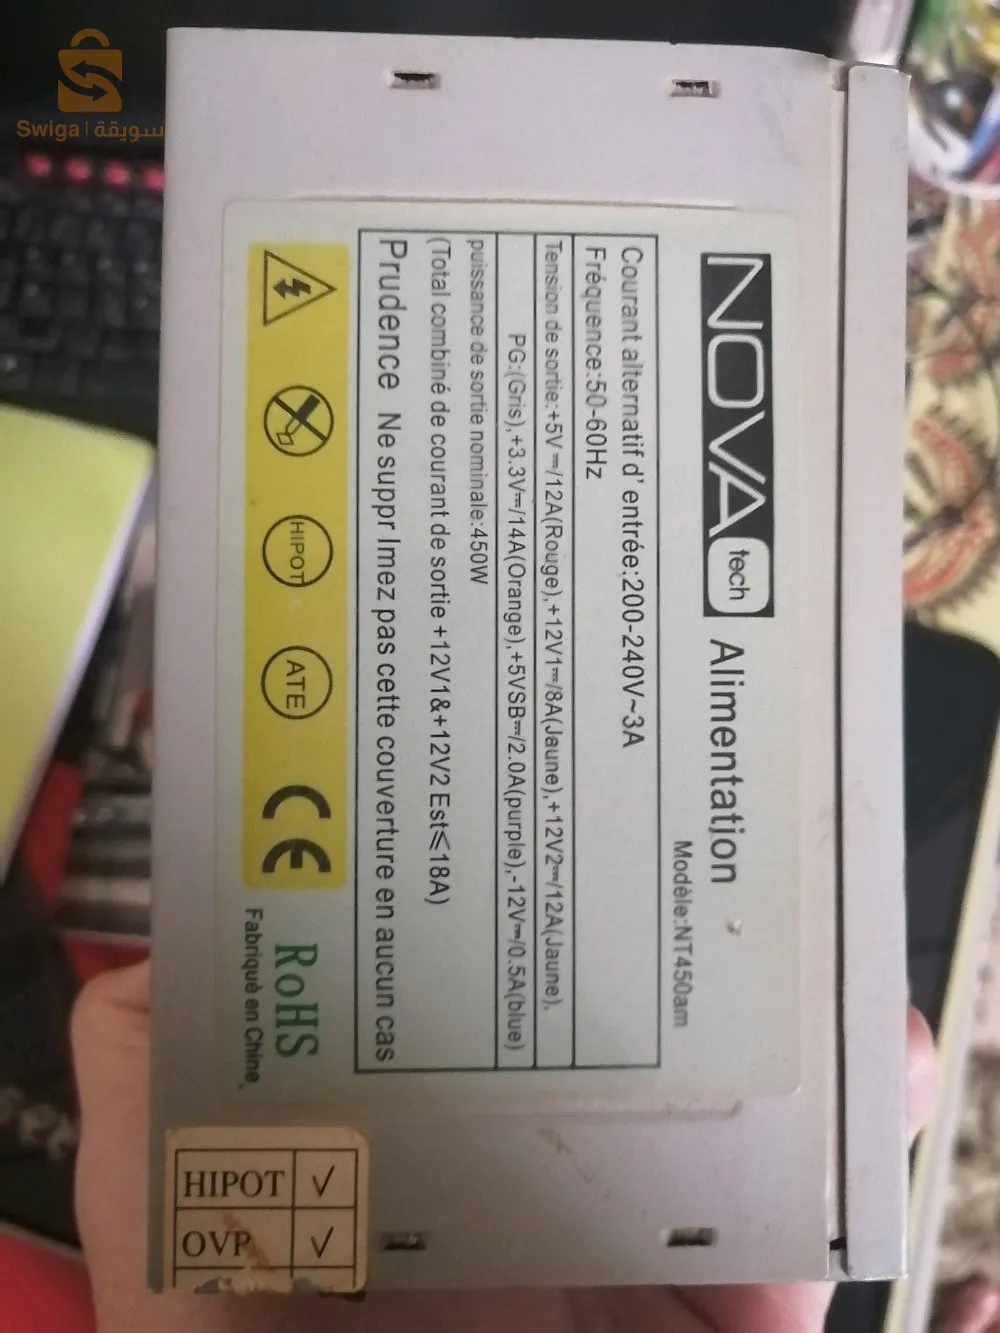 Swiga | سويقة
NOVA tech Alimentation
Modèle:NT450am
Courant alternatif d' entrée:200-240V~3A
Fréquence:50-60Hz
Tension de sortie:+5V⎓/12A(Rouge),+12V1⎓/8A(Jaune),+12V2⎓/12A(Jaune),
PG:(Gris),+3.3V⎓/14A(Orange),+5VSB⎓/2.0A(purple),-12V⎓/0.5A(blue)
puissance de sortie nominale:450W
(Total combiné de courant de sortie +12V1&+12V2 Est⩽18A)
Prudence Ne suppr Imez pas cette couverture en aucun cas
HIPOT
ATE
CE
RoHS
Fabriqué en Chine
HIPOT ✓
OVP ✓